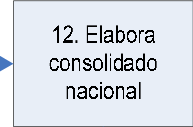 12. Elabora
consolidado
nacional